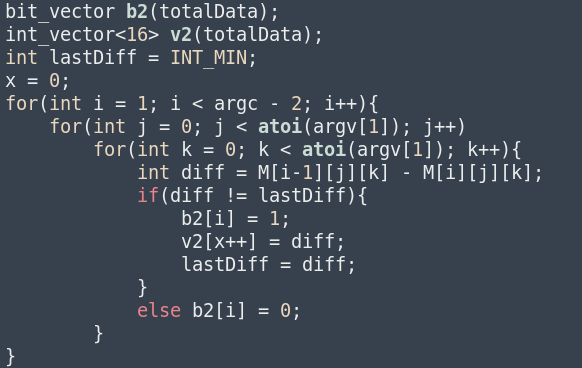 bit_vector b2(totalData);
int_vector<16> v2(totalData);
int lastDiff = INT_MIN;
x = 0;
for(int i = 1; i < argc - 2; i++){
    for(int j = 0; j < atoi(argv[1]); j++)
        for(int k = 0; k < atoi(argv[1]); k++){
            int diff = M[i-1][j][k] - M[i][j][k];
            if(diff != lastDiff){
                b2[i] = 1;
                v2[x++] = diff;
                lastDiff = diff;
            }
            else b2[i] = 0;
        }
}